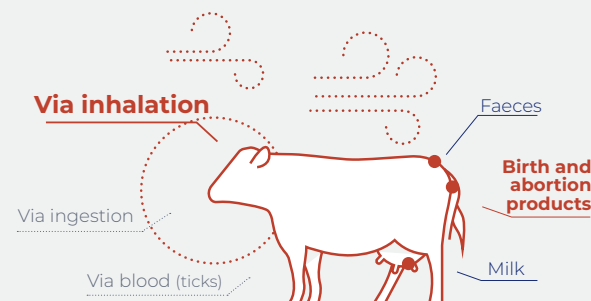 Via inhalation
Faeces
Birth and
abortion
products
Via ingestion
Milk
Via blood (ticks)